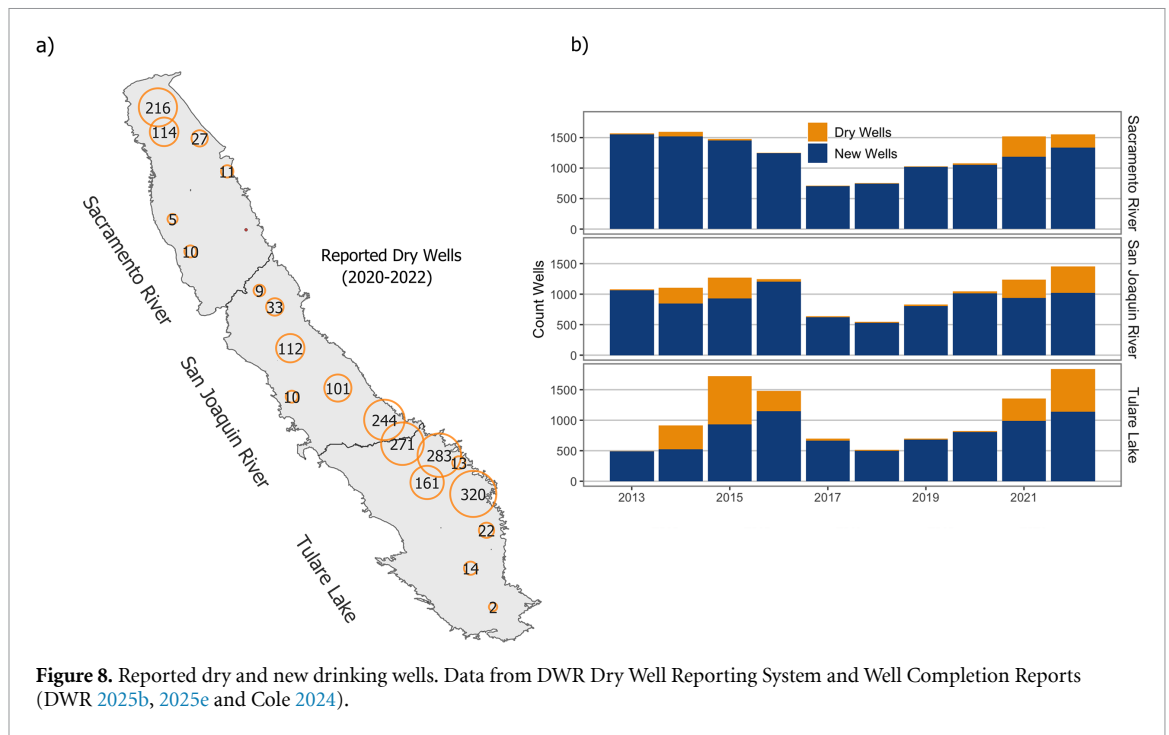 a)
216
114
27
11
5
10
Sacramento River
Reported Dry Wells
(2020-2022)
9
33
112
101
10
San Joaquin River
244
271
283
13
161
320
22
14
2
Tulare Lake
b)
Dry Wells
New Wells
1500
1000
500
0
Sacramento River
Count Wells
1500
1000
500
0
San Joaquin River
1500
1000
500
0
Tulare Lake
2013 2015 2017 2019 2021
Figure 8. Reported dry and new drinking wells. Data from DWR Dry Well Reporting System and Well Completion Reports
(DWR 2025b, 2025e and Cole 2024).